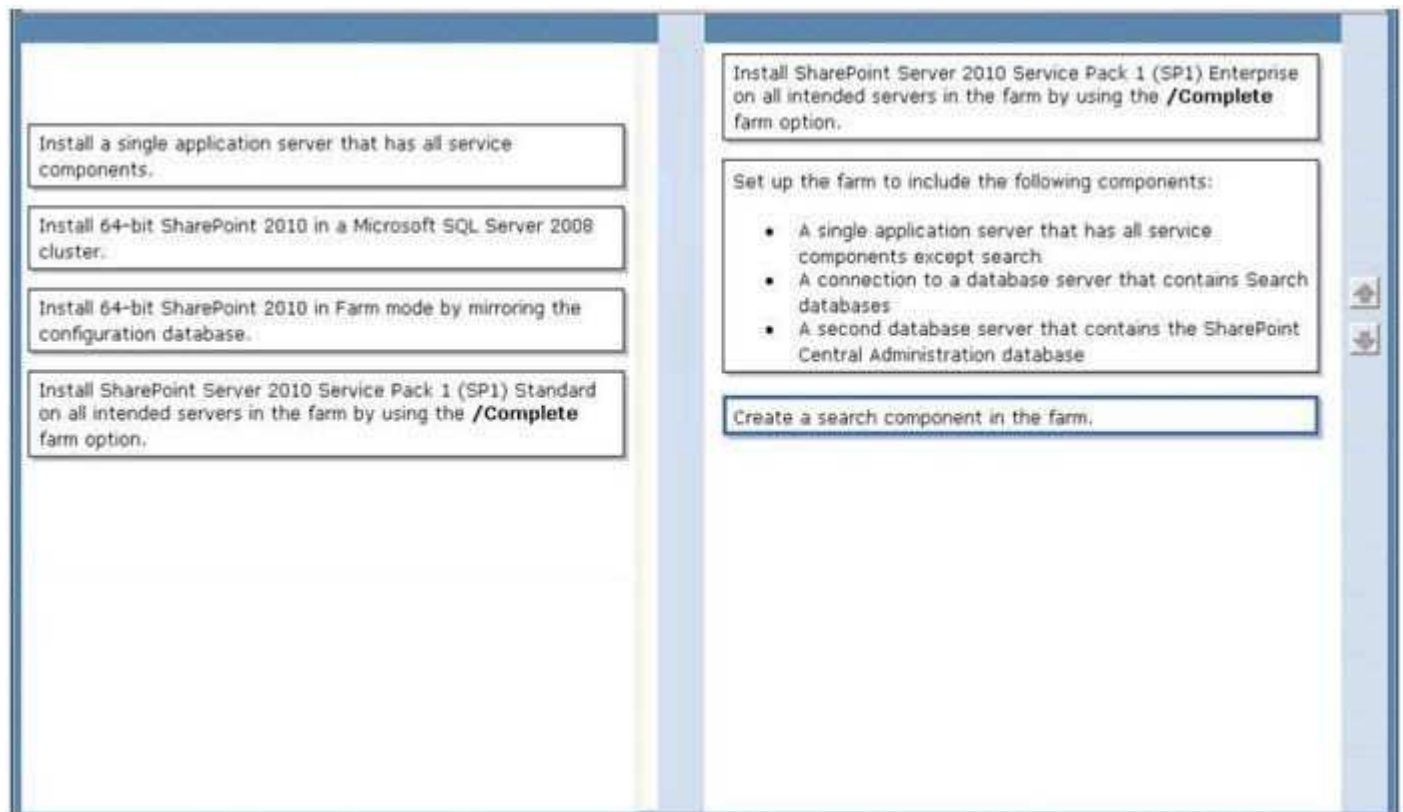 Install a single application server that has all service
components.
Install 64-bit SharePoint 2010 in a Microsoft SQL Server 2008
cluster.
Install 64-bit SharePoint 2010 in Farm mode by mirroring the
configuration database.
Install SharePoint Server 2010 Service Pack 1 (SP1) Standard
on all intended servers in the farm by using the /Complete
farm option.
Install SharePoint Server 2010 Service Pack 1 (SP1) Enterprise
on all intended servers in the farm by using the /Complete
farm option.
Set up the farm to include the following components:
• A single application server that has all service
components except search
• A connection to a database server that contains Search
databases
• A second database server that contains the SharePoint
Central Administration database
Create a search component in the farm.